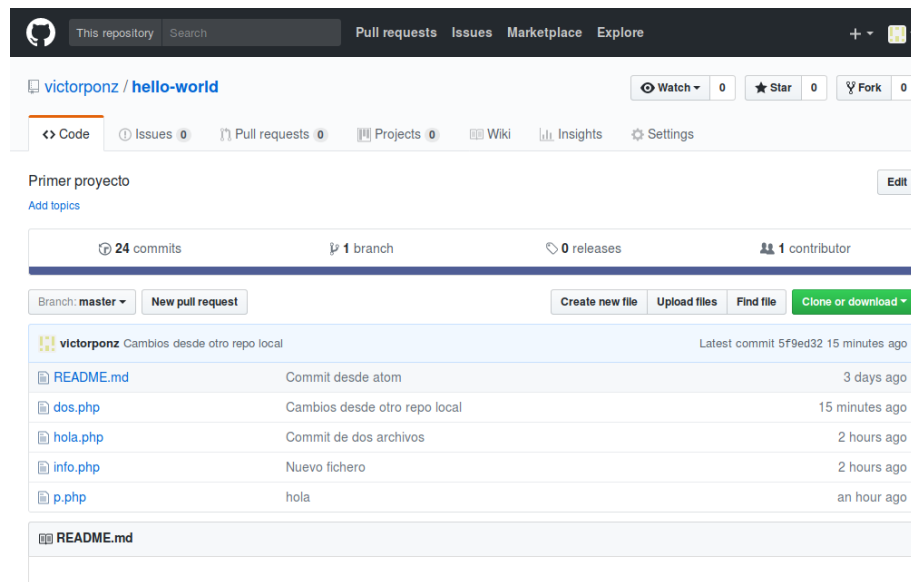 This repository Search Pull requests Issues Marketplace Explore
victorponz / hello-world Watch 0 Star 0 Fork 0
Code Issues 0 Pull requests 0 Projects 0 Wiki Insights Settings
Primer proyecto Edit
Add topics
24 commits 1 branch 0 releases 1 contributor
Branch: master New pull request Create new file Upload files Find file Clone or download
victorponz Cambios desde otro repo local Latest commit 5f9ed32 15 minutes ago
README.md Commit desde atom 3 days ago
dos.php Cambios desde otro repo local 15 minutes ago
hola.php Commit de dos archivos 2 hours ago
info.php Nuevo fichero 2 hours ago
p.php hola an hour ago
README.md